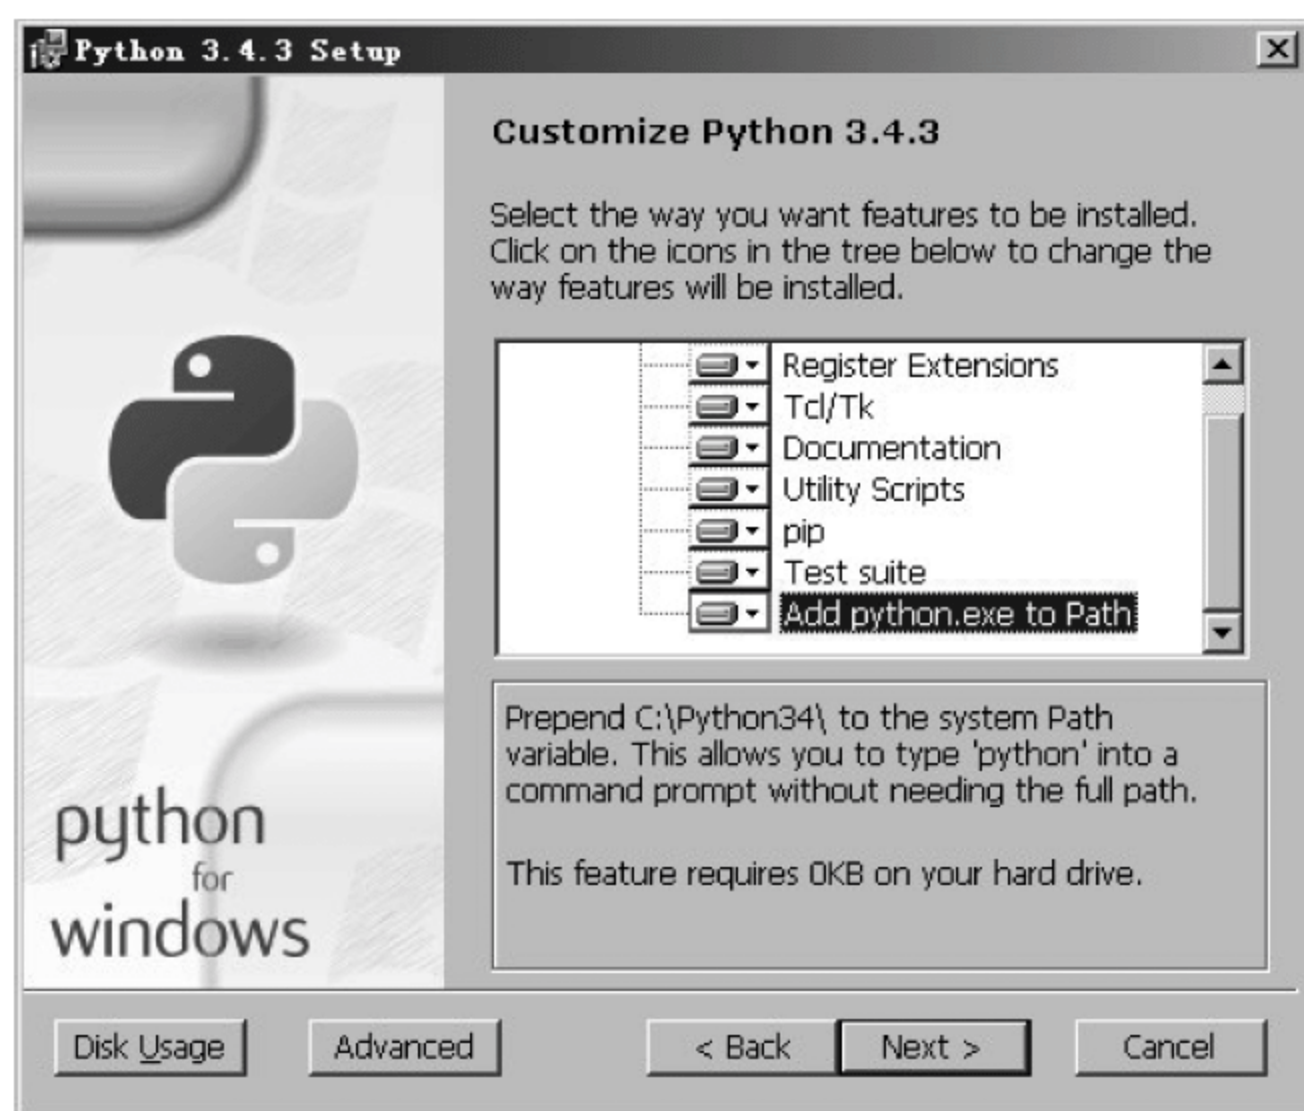 Python 3.4.3 Setup
Customize Python 3.4.3
Select the way you want features to be installed.
Click on the icons in the tree below to change the
way features will be installed.
Register Extensions
Tcl/Tk
Documentation
Utility Scripts
pip
Test suite
Add python.exe to Path
Prepend C:\Python34\ to the system Path
variable. This allows you to type 'python' into a
command prompt without needing the full path.
This feature requires 0KB on your hard drive.
python
for
windows
Disk Usage
Advanced
< Back
Next >
Cancel